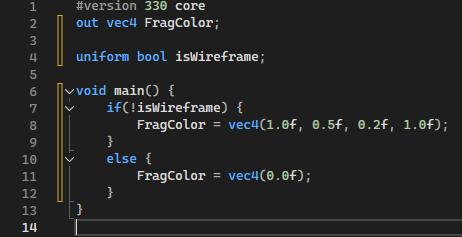 1 #version 330 core
2 out vec4 FragColor;
3
4 uniform bool isWireframe;
5
6 void main() {
7     if(!isWireframe) {
8         FragColor = vec4(1.0f, 0.5f, 0.2f, 1.0f);
9     }
10     else {
11         FragColor = vec4(0.0f);
12     }
13 }
14